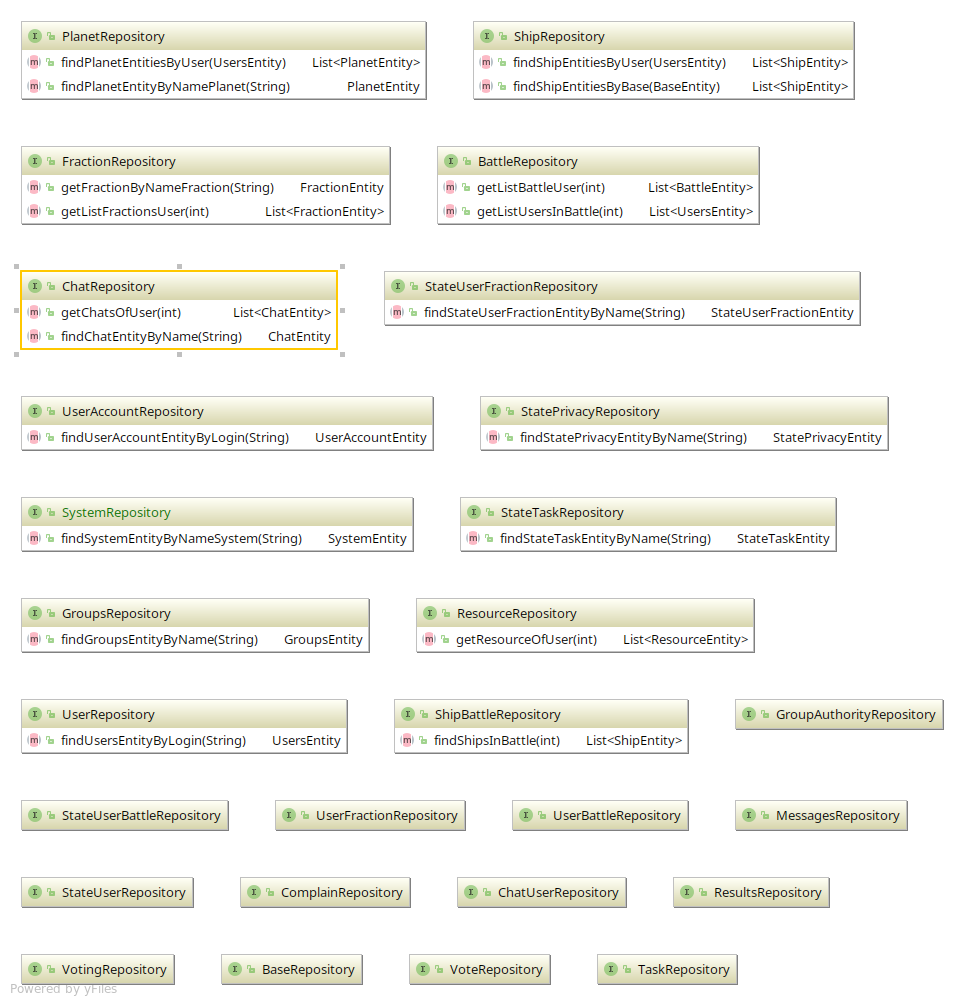 PlanetRepository
findPlanetEntitiesByUser(UsersEntity) List<PlanetEntity>
findPlanetEntityByNamePlanet(String) PlanetEntity
ShipRepository
findShipEntitiesByUser(UsersEntity) List<ShipEntity>
findShipEntitiesByBase(BaseEntity) List<ShipEntity>
FractionRepository
getFractionByNameFraction(String) FractionEntity
getListFractionsUser(int) List<FractionEntity>
BattleRepository
getListBattleUser(int) List<BattleEntity>
getListUsersInBattle(int) List<UsersEntity>
ChatRepository
getChatsOfUser(int) List<ChatEntity>
findChatEntityByName(String) ChatEntity
StateUserFractionRepository
findStateUserFractionEntityByName(String) StateUserFractionEntity
UserAccountRepository
findUserAccountEntityByLogin(String) UserAccountEntity
StatePrivacyRepository
findStatePrivacyEntityByName(String) StatePrivacyEntity
SystemRepository
findSystemEntityByNameSystem(String) SystemEntity
StateTaskRepository
findStateTaskEntityByName(String) StateTaskEntity
GroupsRepository
findGroupsEntityByName(String) GroupsEntity
ResourceRepository
getResourceOfUser(int) List<ResourceEntity>
UserRepository
findUsersEntityByLogin(String) UsersEntity
ShipBattleRepository
findShipsInBattle(int) List<ShipEntity>
GroupAuthorityRepository
StateUserBattleRepository
UserFractionRepository
UserBattleRepository
MessagesRepository
StateUserRepository
ComplainRepository
ChatUserRepository
ResultsRepository
VotingRepository
BaseRepository
VoteRepository
TaskRepository
Powered by yFiles